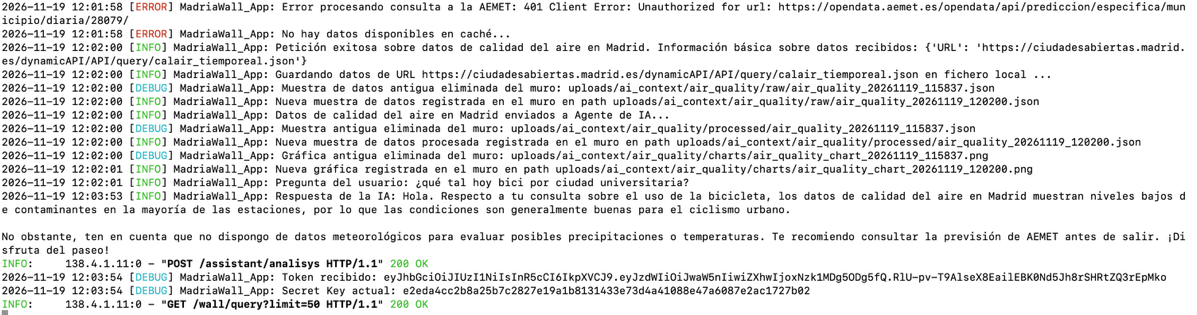 2026-11-19 12:01:58 [ERROR] MadriaWall_App: Error procesando consulta a la AEMET: 401 Client Error: Unauthorized for url: https://opendata.aemet.es/opendata/api/prediccion/especifica/mun
icipio/diaria/28079/
2026-11-19 12:01:58 [ERROR] MadriaWall_App: No hay datos disponibles en caché...
2026-11-19 12:02:00 [INFO] MadriaWall_App: Petición exitosa sobre datos de calidad del aire en Madrid. Información básica sobre datos recibidos: {'URL': 'https://ciudadesabiertas.madrid.
es/dynamicAPI/API/query/calair_tiemporeal.json'}
2026-11-19 12:02:00 [INFO] MadriaWall_App: Guardando datos de URL https://ciudadesabiertas.madrid.es/dynamicAPI/API/query/calair_tiemporeal.json en fichero local ...
2026-11-19 12:02:00 [DEBUG] MadriaWall_App: Muestra de datos antigua eliminada del muro: uploads/ai_context/air_quality/raw/air_quality_20261119_115837.json
2026-11-19 12:02:00 [INFO] MadriaWall_App: Nueva muestra de datos registrada en el muro en path uploads/ai_context/air_quality/raw/air_quality_20261119_120200.json
2026-11-19 12:02:00 [INFO] MadriaWall_App: Datos de calidad del aire en Madrid enviados a Agente de IA...
2026-11-19 12:02:00 [DEBUG] MadriaWall_App: Muestra antigua eliminada del muro: uploads/ai_context/air_quality/processed/air_quality_20261119_115837.json
2026-11-19 12:02:00 [INFO] MadriaWall_App: Nueva muestra de datos procesada registrada en el muro en path uploads/ai_context/air_quality/processed/air_quality_20261119_120200.json
2026-11-19 12:02:00 [DEBUG] MadriaWall_App: Gráfica antigua eliminada del muro: uploads/ai_context/air_quality/charts/air_quality_chart_20261119_115837.png
2026-11-19 12:02:01 [INFO] MadriaWall_App: Nueva gráfica registrada en el muro en path uploads/ai_context/air_quality/charts/air_quality_chart_20261119_120200.png
2026-11-19 12:02:01 [INFO] MadriaWall_App: Pregunta del usuario: ¿qué tal hoy bici por ciudad universitaria?
2026-11-19 12:03:53 [INFO] MadriaWall_App: Respuesta de la IA: Hola. Respecto a tu consulta sobre el uso de la bicicleta, los datos de calidad del aire en Madrid muestran niveles bajos d
e contaminantes en la mayoría de las estaciones, por lo que las condiciones son generalmente buenas para el ciclismo urbano.
No obstante, ten en cuenta que no dispongo de datos meteorológicos para evaluar posibles precipitaciones o temperaturas. Te recomiendo consultar la previsión de AEMET antes de salir. ¡Di
sfruta del paseo!
INFO:     138.4.1.11:0 - "POST /assistant/analisys HTTP/1.1" 200 OK
2026-11-19 12:03:54 [DEBUG] MadriaWall_App: Token recibido: eyJhbGciOiJIUzI1NiIsInR5cCI6IkpXVCJ9.eyJzdWIiOiJwaW5nIiwiZXhwIjoxNzk1MDg5ODg5fQ.RlU-pv-T9AlseX8EailEBK0Nd5Jh8rSHRtZQ3rEpMko
2026-11-19 12:03:54 [DEBUG] MadriaWall_App: Secret Key actual: e2eda4cc2b8a25b7c2827e19a1b8131433e73d4a41088e47a6087e2ac1727b02
INFO:     138.4.1.11:0 - "GET /wall/query?limit=50 HTTP/1.1" 200 OK